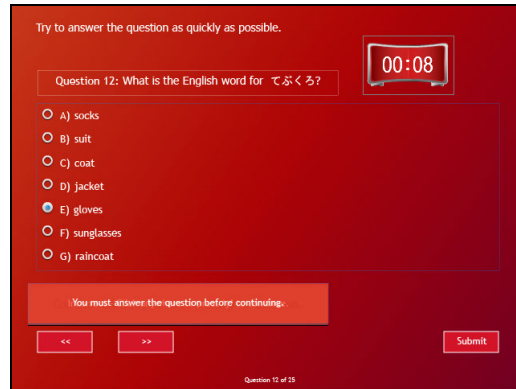 Try to answer the question as quickly as possible.
00:08
Question 12: What is the English word for てぶくろ?
A) socks
B) suit
C) coat
D) jacket
E) gloves
F) sunglasses
G) raincoat
You must answer the question before continuing.
<< >> Submit
Question 12 of 25